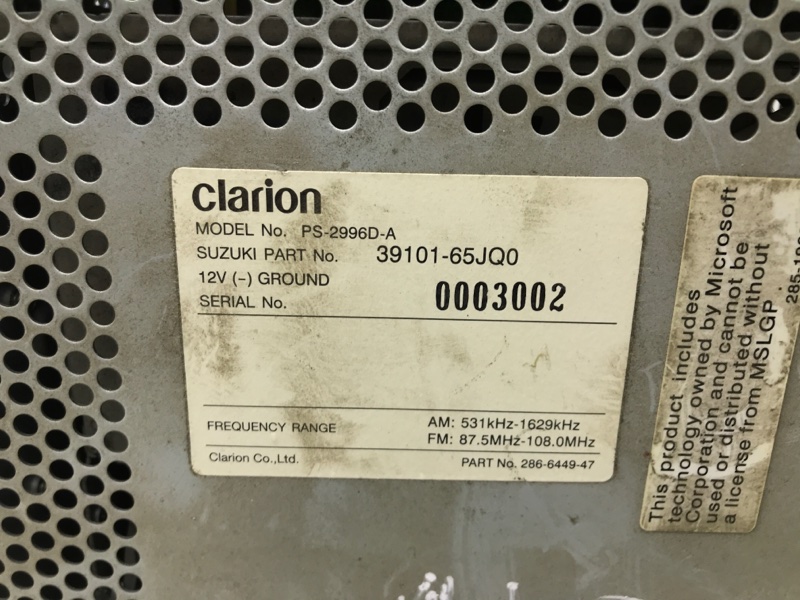 clarion
MODEL No. PS-2996D-A
SUZUKI PART No. 39101-65JQ0
12V (-) GROUND
SERIAL No. 0003002
FREQUENCY RANGE AM: 531kHz-1629kHz
FM: 87.5MHz-108.0MHz
Clarion Co.,Ltd. PART No. 286-6449-47
This product includes
technology owned by Microsoft
Corporation and cannot be
used or distributed without
a license from MSLGP